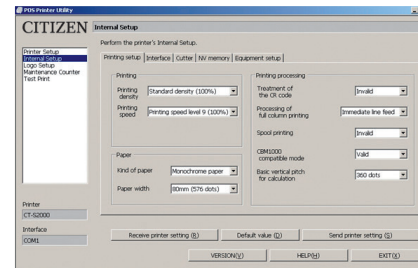 POS Printer Utility
CITIZEN
Internal Setup
Perform the printer's Internal Setup.
Printer Setup
Internal Setup
Logo Setup
Maintenance Counter
Test Print
Printing setup
Interface
Cutter
NV memory
Equipment setup
Printing
Printing density
Standard density (100%)
Printing speed
Printing speed level 9 (100%)
Paper
Kind of paper
Monochrome paper
Paper width
80mm (576 dots)
Printing processing
Treatment of the CR code
Invalid
Processing of full column printing
Immediate line feed
Spool printing
Invalid
CBM1000 compatible mode
Valid
Basic vertical pitch for calculation
360 dots
Printer
CT-S2000
Interface
COM1
Receive printer setting (R)
Default value (D)
Send printer setting (S)
VERSION(V)
HELP(H)
EXIT(X)